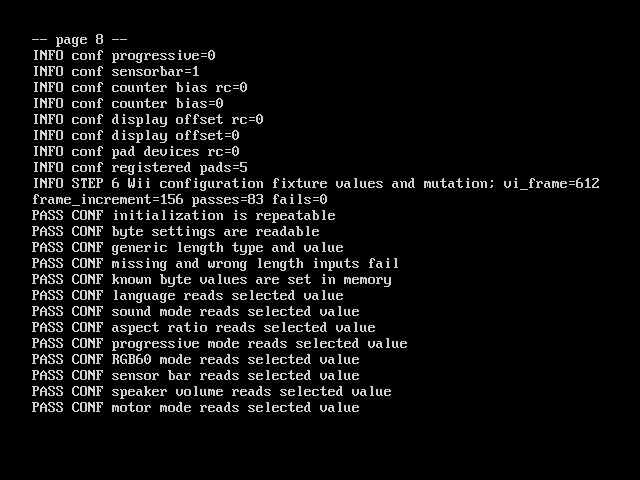 -- page 8 --
INFO conf progressive=0
INFO conf sensorbar=1
INFO conf counter bias rc=0
INFO conf counter bias=0
INFO conf display offset rc=0
INFO conf display offset=0
INFO conf pad devices rc=0
INFO conf registered pads=5
INFO STEP 6 Wii configuration fixture values and mutation; vi_frame=612
frame_increment=156 passes=83 fails=0
PASS CONF initialization is repeatable
PASS CONF byte settings are readable
PASS CONF generic length type and value
PASS CONF missing and wrong length inputs fail
PASS CONF known byte values are set in memory
PASS CONF language reads selected value
PASS CONF sound mode reads selected value
PASS CONF aspect ratio reads selected value
PASS CONF progressive mode reads selected value
PASS CONF RGB60 mode reads selected value
PASS CONF sensor bar reads selected value
PASS CONF speaker volume reads selected value
PASS CONF motor mode reads selected value